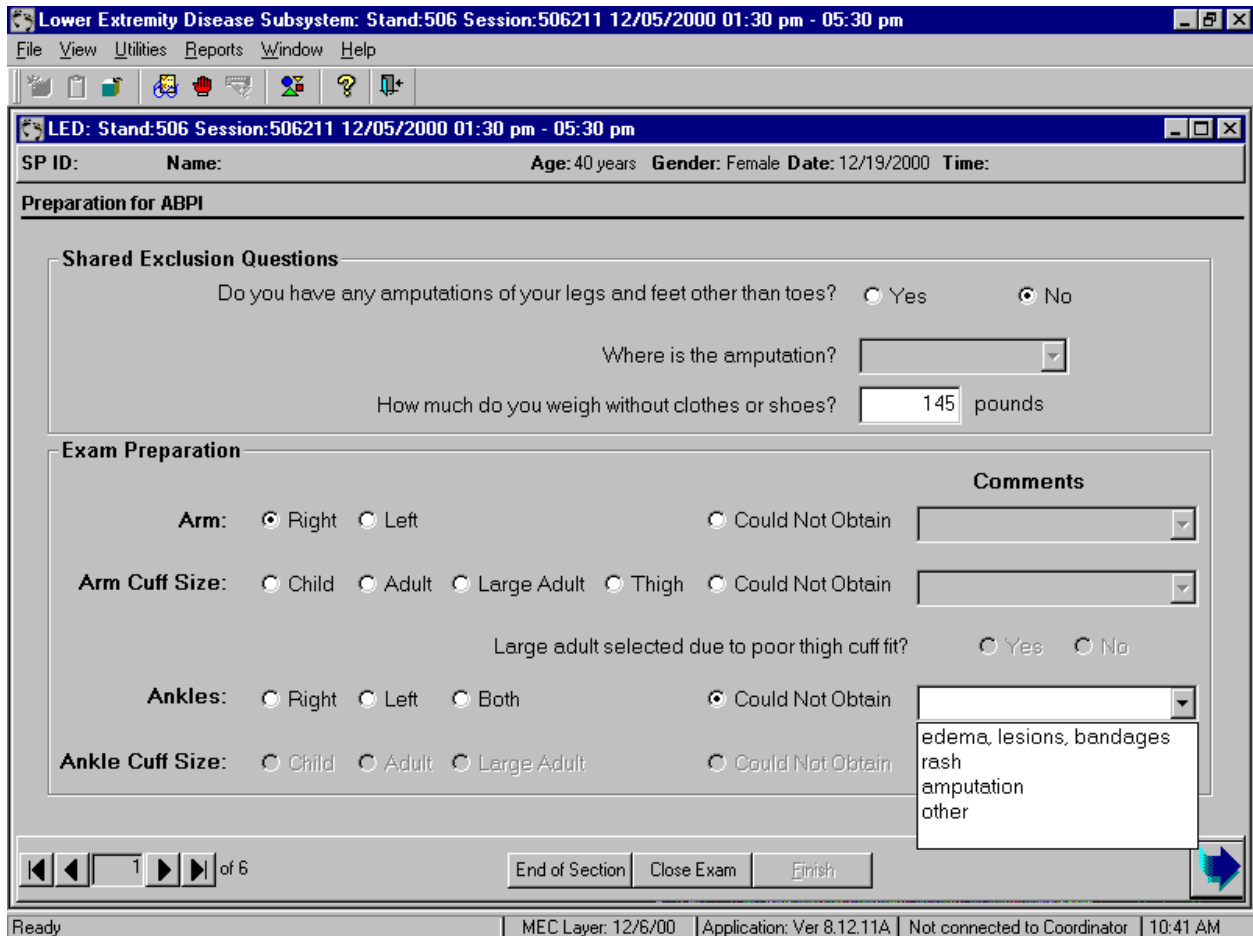 Lower Extremity Disease Subsystem: Stand:506 Session:506211 12/05/2000 01:30 pm - 05:30 pm
File View Utilities Reports Window Help
LED: Stand:506 Session:506211 12/05/2000 01:30 pm - 05:30 pm
SP ID: Name: Age: 40 years Gender: Female Date: 12/19/2000 Time:
Preparation for ABPI
Shared Exclusion Questions
Do you have any amputations of your legs and feet other than toes? Yes No
Where is the amputation?
How much do you weigh without clothes or shoes? 145 pounds
Exam Preparation
Comments
Arm: Right Left Could Not Obtain
Arm Cuff Size: Child Adult Large Adult Thigh Could Not Obtain
Large adult selected due to poor thigh cuff fit? Yes No
Ankles: Right Left Both Could Not Obtain
edema, lesions, bandages
Ankle Cuff Size: Child Adult Large Adult Could Not Obtain rash
amputation
other
1 of 6 End of Section Close Exam Finish
Ready MEC Layer: 12/6/00 Application: Ver 8.12.11A Not connected to Coordinator 10:41 AM